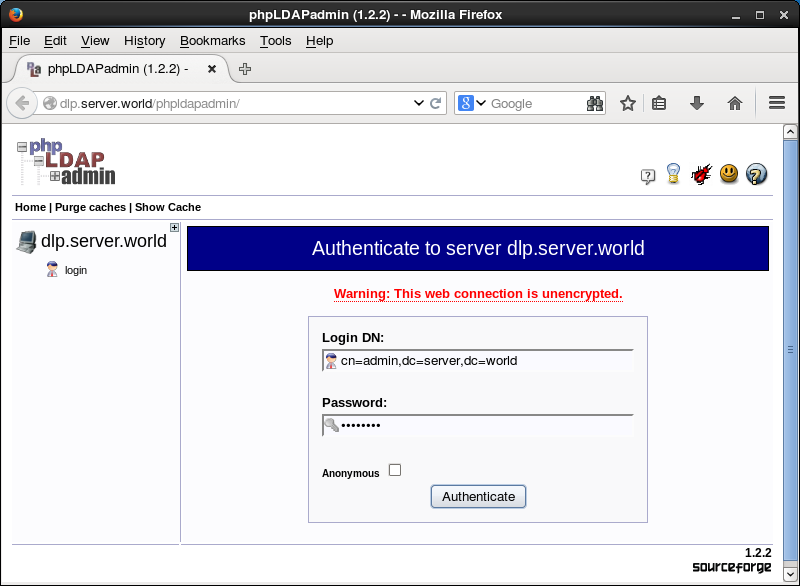 phpLDAPadmin (1.2.2) - - Mozilla Firefox
File Edit View History Bookmarks Tools Help
phpLDAPadmin (1.2.2) -
dlp.server.world/phpldapadmin/
8 Google
php
LDAP
admin
Home | Purge caches | Show Cache
dlp.server.world
login
Authenticate to server dlp.server.world
Warning: This web connection is unencrypted.
Login DN:
cn=admin,dc=server,dc=world
Password:
••••••••
Anonymous
Authenticate
1.2.2
sourceforge